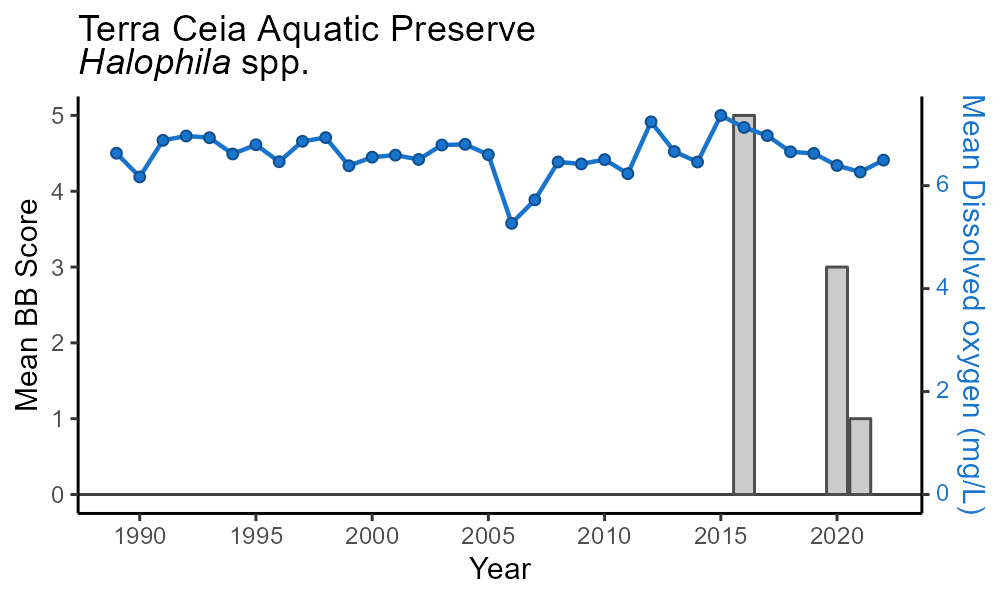 Terra Ceia Aquatic Preserve
Halophila spp.
Mean BB Score
5
4
3
2
1
0
Mean Dissolved oxygen (mg/L)
6
4
2
0
1990 1995 2000 2005 2010 2015 2020
Year